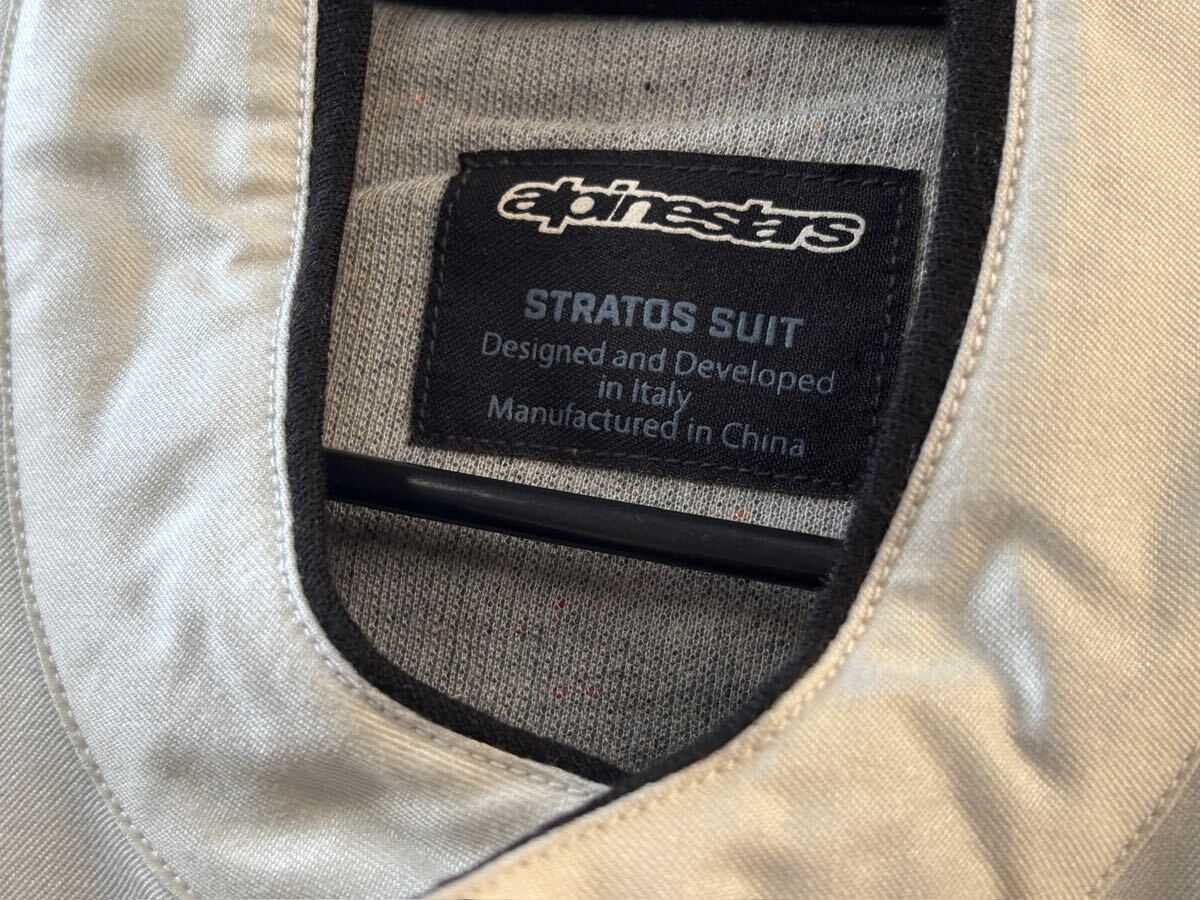 alpinestars
STRATOS SUIT
Designed and Developed
in Italy
Manufactured in China